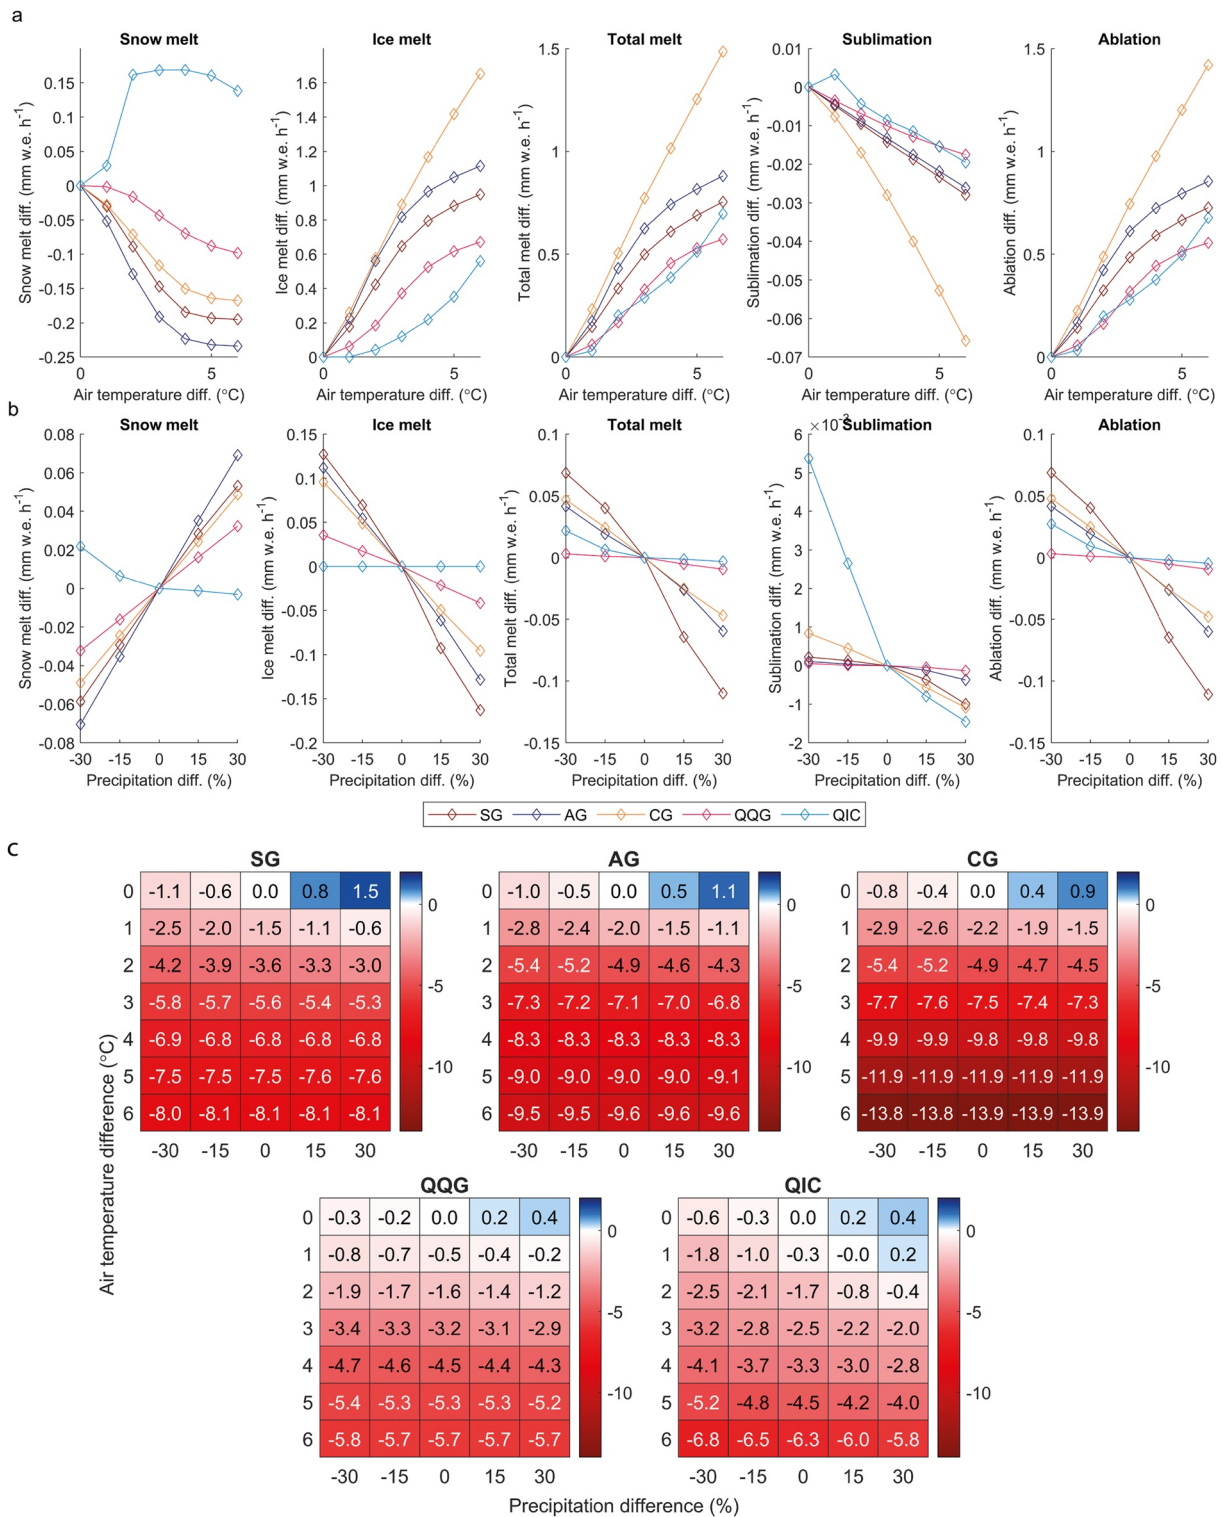 a
Snow melt Ice melt Total melt Sublimation Ablation
Snow melt diff. (mm w.e. h⁻¹)
0.15
0.1
0.05
0
-0.05
-0.1
-0.15
-0.2
-0.25
0 5
Air temperature diff. (°C)
Ice melt diff. (mm w.e. h⁻¹)
1.6
1.4
1.2
1
0.8
0.6
0.4
0.2
0
0 5
Air temperature diff. (°C)
Total melt diff. (mm w.e. h⁻¹)
1.5
1
0.5
0
0 5
Air temperature diff. (°C)
Sublimation diff. (mm w.e. h⁻¹)
0.01
0
-0.01
-0.02
-0.03
-0.04
-0.05
-0.06
-0.07
0 5
Air temperature diff. (°C)
Ablation diff. (mm w.e. h⁻¹)
1.5
1
0.5
0
0 5
Air temperature diff. (°C)
b
Snow melt Ice melt Total melt Sublimation Ablation
Snow melt diff. (mm w.e. h⁻¹)
0.08
0.06
0.04
0.02
0
-0.02
-0.04
-0.06
-0.08
-30 -15 0 15 30
Precipitation diff. (%)
Ice melt diff. (mm w.e. h⁻¹)
0.15
0.1
0.05
0
-0.05
-0.1
-0.15
-0.2
-30 -15 0 15 30
Precipitation diff. (%)
Total melt diff. (mm w.e. h⁻¹)
0.1
0.05
0
-0.05
-0.1
-0.15
-30 -15 0 15 30
Precipitation diff. (%)
×10⁻³
Sublimation diff. (mm w.e. h⁻¹)
6
5
4
3
2
1
0
-1
-2
-30 -15 0 15 30
Precipitation diff. (%)
Ablation diff. (mm w.e. h⁻¹)
0.1
0.05
0
-0.05
-0.1
-0.15
-30 -15 0 15 30
Precipitation diff. (%)
SG AG CG QQG QIC
c
Air temperature difference (°C)
SG
0 -1.1 -0.6 0.0 0.8 1.5
1 -2.5 -2.0 -1.5 -1.1 -0.6
2 -4.2 -3.9 -3.6 -3.3 -3.0
3 -5.8 -5.7 -5.6 -5.4 -5.3
4 -6.9 -6.8 -6.8 -6.8 -6.8
5 -7.5 -7.5 -7.5 -7.6 -7.6
6 -8.0 -8.1 -8.1 -8.1 -8.1
-30 -15 0 15 30
0
-5
-10
AG
0 -1.0 -0.5 0.0 0.5 1.1
1 -2.8 -2.4 -2.0 -1.5 -1.1
2 -5.4 -5.2 -4.9 -4.6 -4.3
3 -7.3 -7.2 -7.1 -7.0 -6.8
4 -8.3 -8.3 -8.3 -8.3 -8.3
5 -9.0 -9.0 -9.0 -9.0 -9.1
6 -9.5 -9.5 -9.6 -9.6 -9.6
-30 -15 0 15 30
0
-5
-10
CG
0 -0.8 -0.4 0.0 0.4 0.9
1 -2.9 -2.6 -2.2 -1.9 -1.5
2 -5.4 -5.2 -4.9 -4.7 -4.5
3 -7.7 -7.6 -7.5 -7.4 -7.3
4 -9.9 -9.9 -9.8 -9.8 -9.8
5 -11.9 -11.9 -11.9 -11.9 -11.9
6 -13.8 -13.8 -13.9 -13.9 -13.9
-30 -15 0 15 30
0
-5
-10
QQG
0 -0.3 -0.2 0.0 0.2 0.4
1 -0.8 -0.7 -0.5 -0.4 -0.2
2 -1.9 -1.7 -1.6 -1.4 -1.2
3 -3.4 -3.3 -3.2 -3.1 -2.9
4 -4.7 -4.6 -4.5 -4.4 -4.3
5 -5.4 -5.3 -5.3 -5.3 -5.2
6 -5.8 -5.7 -5.7 -5.7 -5.7
-30 -15 0 15 30
0
-5
-10
QIC
0 -0.6 -0.3 0.0 0.2 0.4
1 -1.8 -1.0 -0.3 -0.0 0.2
2 -2.5 -2.1 -1.7 -0.8 -0.4
3 -3.2 -2.8 -2.5 -2.2 -2.0
4 -4.1 -3.7 -3.3 -3.0 -2.8
5 -5.2 -4.8 -4.5 -4.2 -4.0
6 -6.8 -6.5 -6.3 -6.0 -5.8
-30 -15 0 15 30
0
-5
-10
Precipitation difference (%)